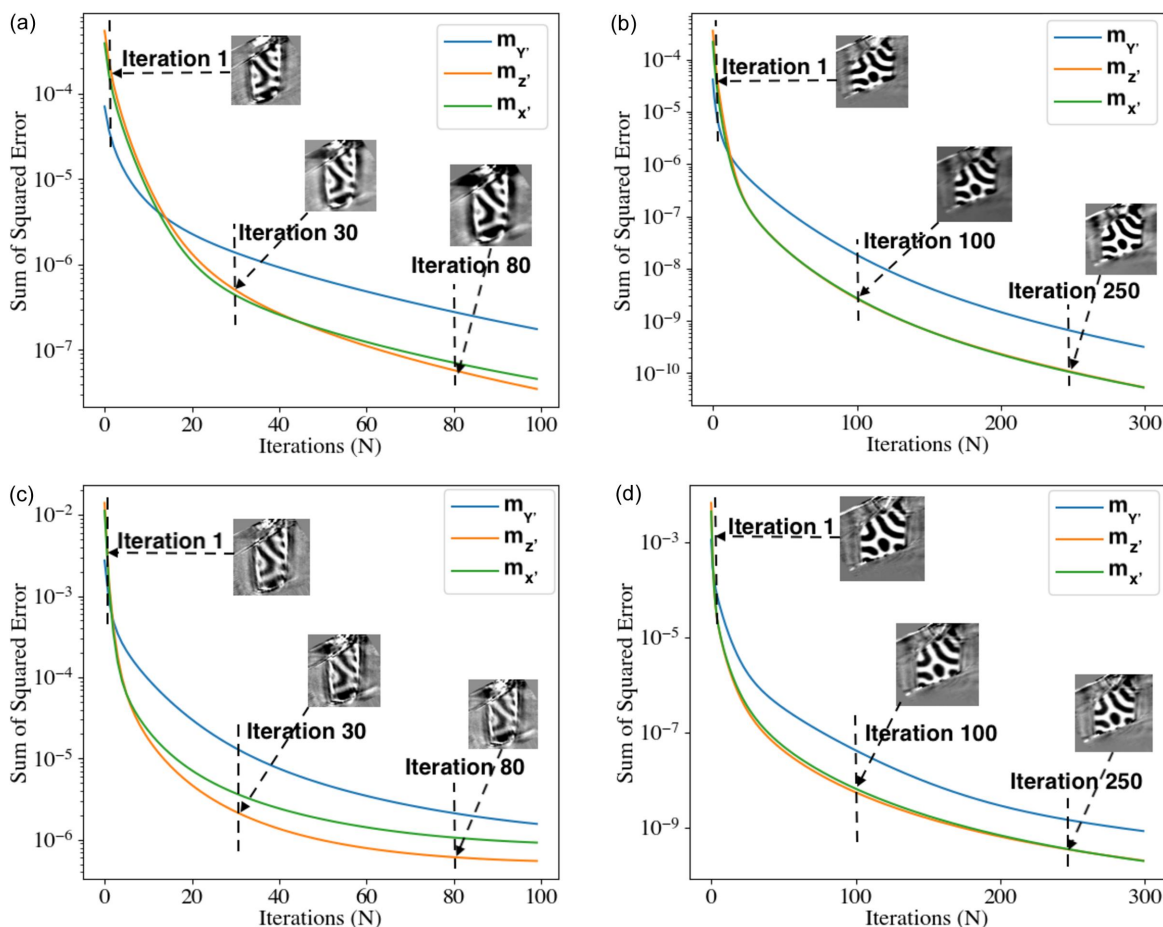 (a)
Sum of Squared Error
10⁻⁴
10⁻⁵
10⁻⁶
10⁻⁷
Iteration 1
Iteration 30
Iteration 80
m_Y'
m_z'
m_x'
0 20 40 60 80 100
Iterations (N)
(b)
Sum of Squared Error
10⁻⁴
10⁻⁵
10⁻⁶
10⁻⁷
10⁻⁸
10⁻⁹
10⁻¹⁰
Iteration 1
Iteration 100
Iteration 250
m_Y'
m_z'
m_x'
0 100 200 300
Iterations (N)
(c)
Sum of Squared Error
10⁻²
10⁻³
10⁻⁴
10⁻⁵
10⁻⁶
Iteration 1
Iteration 30
Iteration 80
m_Y'
m_z'
m_x'
0 20 40 60 80 100
Iterations (N)
(d)
Sum of Squared Error
10⁻³
10⁻⁵
10⁻⁷
10⁻⁹
Iteration 1
Iteration 100
Iteration 250
m_Y'
m_z'
m_x'
0 100 200 300
Iterations (N)